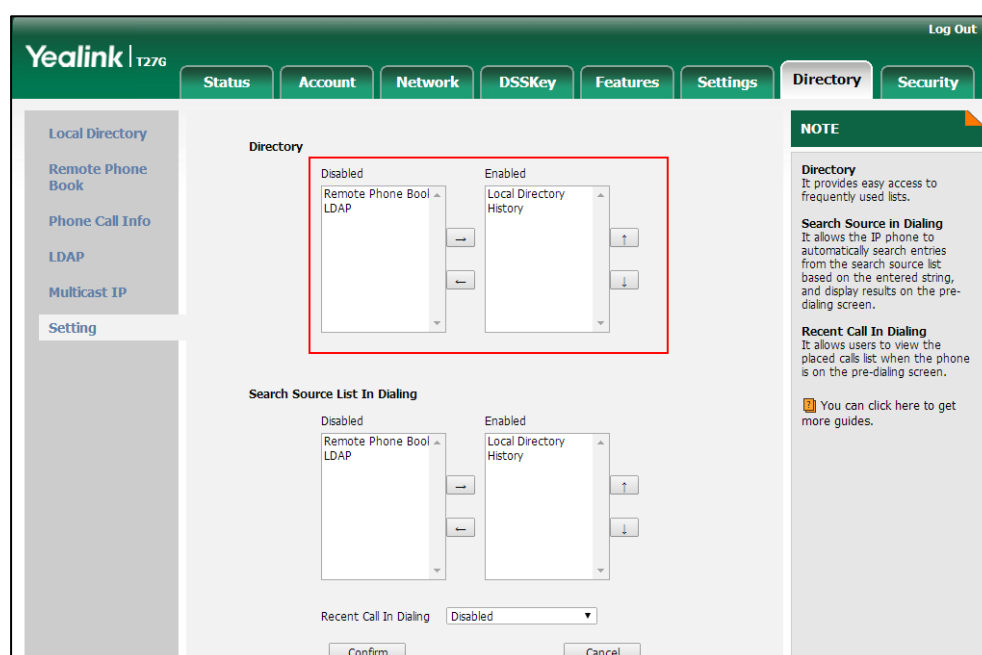 Log Out
Yealink T27G
Status Account Network DSSKey Features Settings Directory Security
Local Directory
Remote Phone
Book
Phone Call Info
LDAP
Multicast IP
Setting
Directory
Disabled Enabled
Remote Phone Bool
LDAP
Local Directory
History
→
←
↑
↓
Search Source List In Dialing
Disabled Enabled
Remote Phone Bool
LDAP
Local Directory
History
→
←
↑
↓
Recent Call In Dialing Disabled
Confirm Cancel
NOTE
Directory
It provides easy access to
frequently used lists.
Search Source in Dialing
It allows the IP phone to
automatically search entries
from the search source list
based on the entered string,
and display results on the pre-
dialing screen.
Recent Call In Dialing
It allows users to view the
placed calls list when the phone
is on the pre-dialing screen.
You can click here to get
more guides.